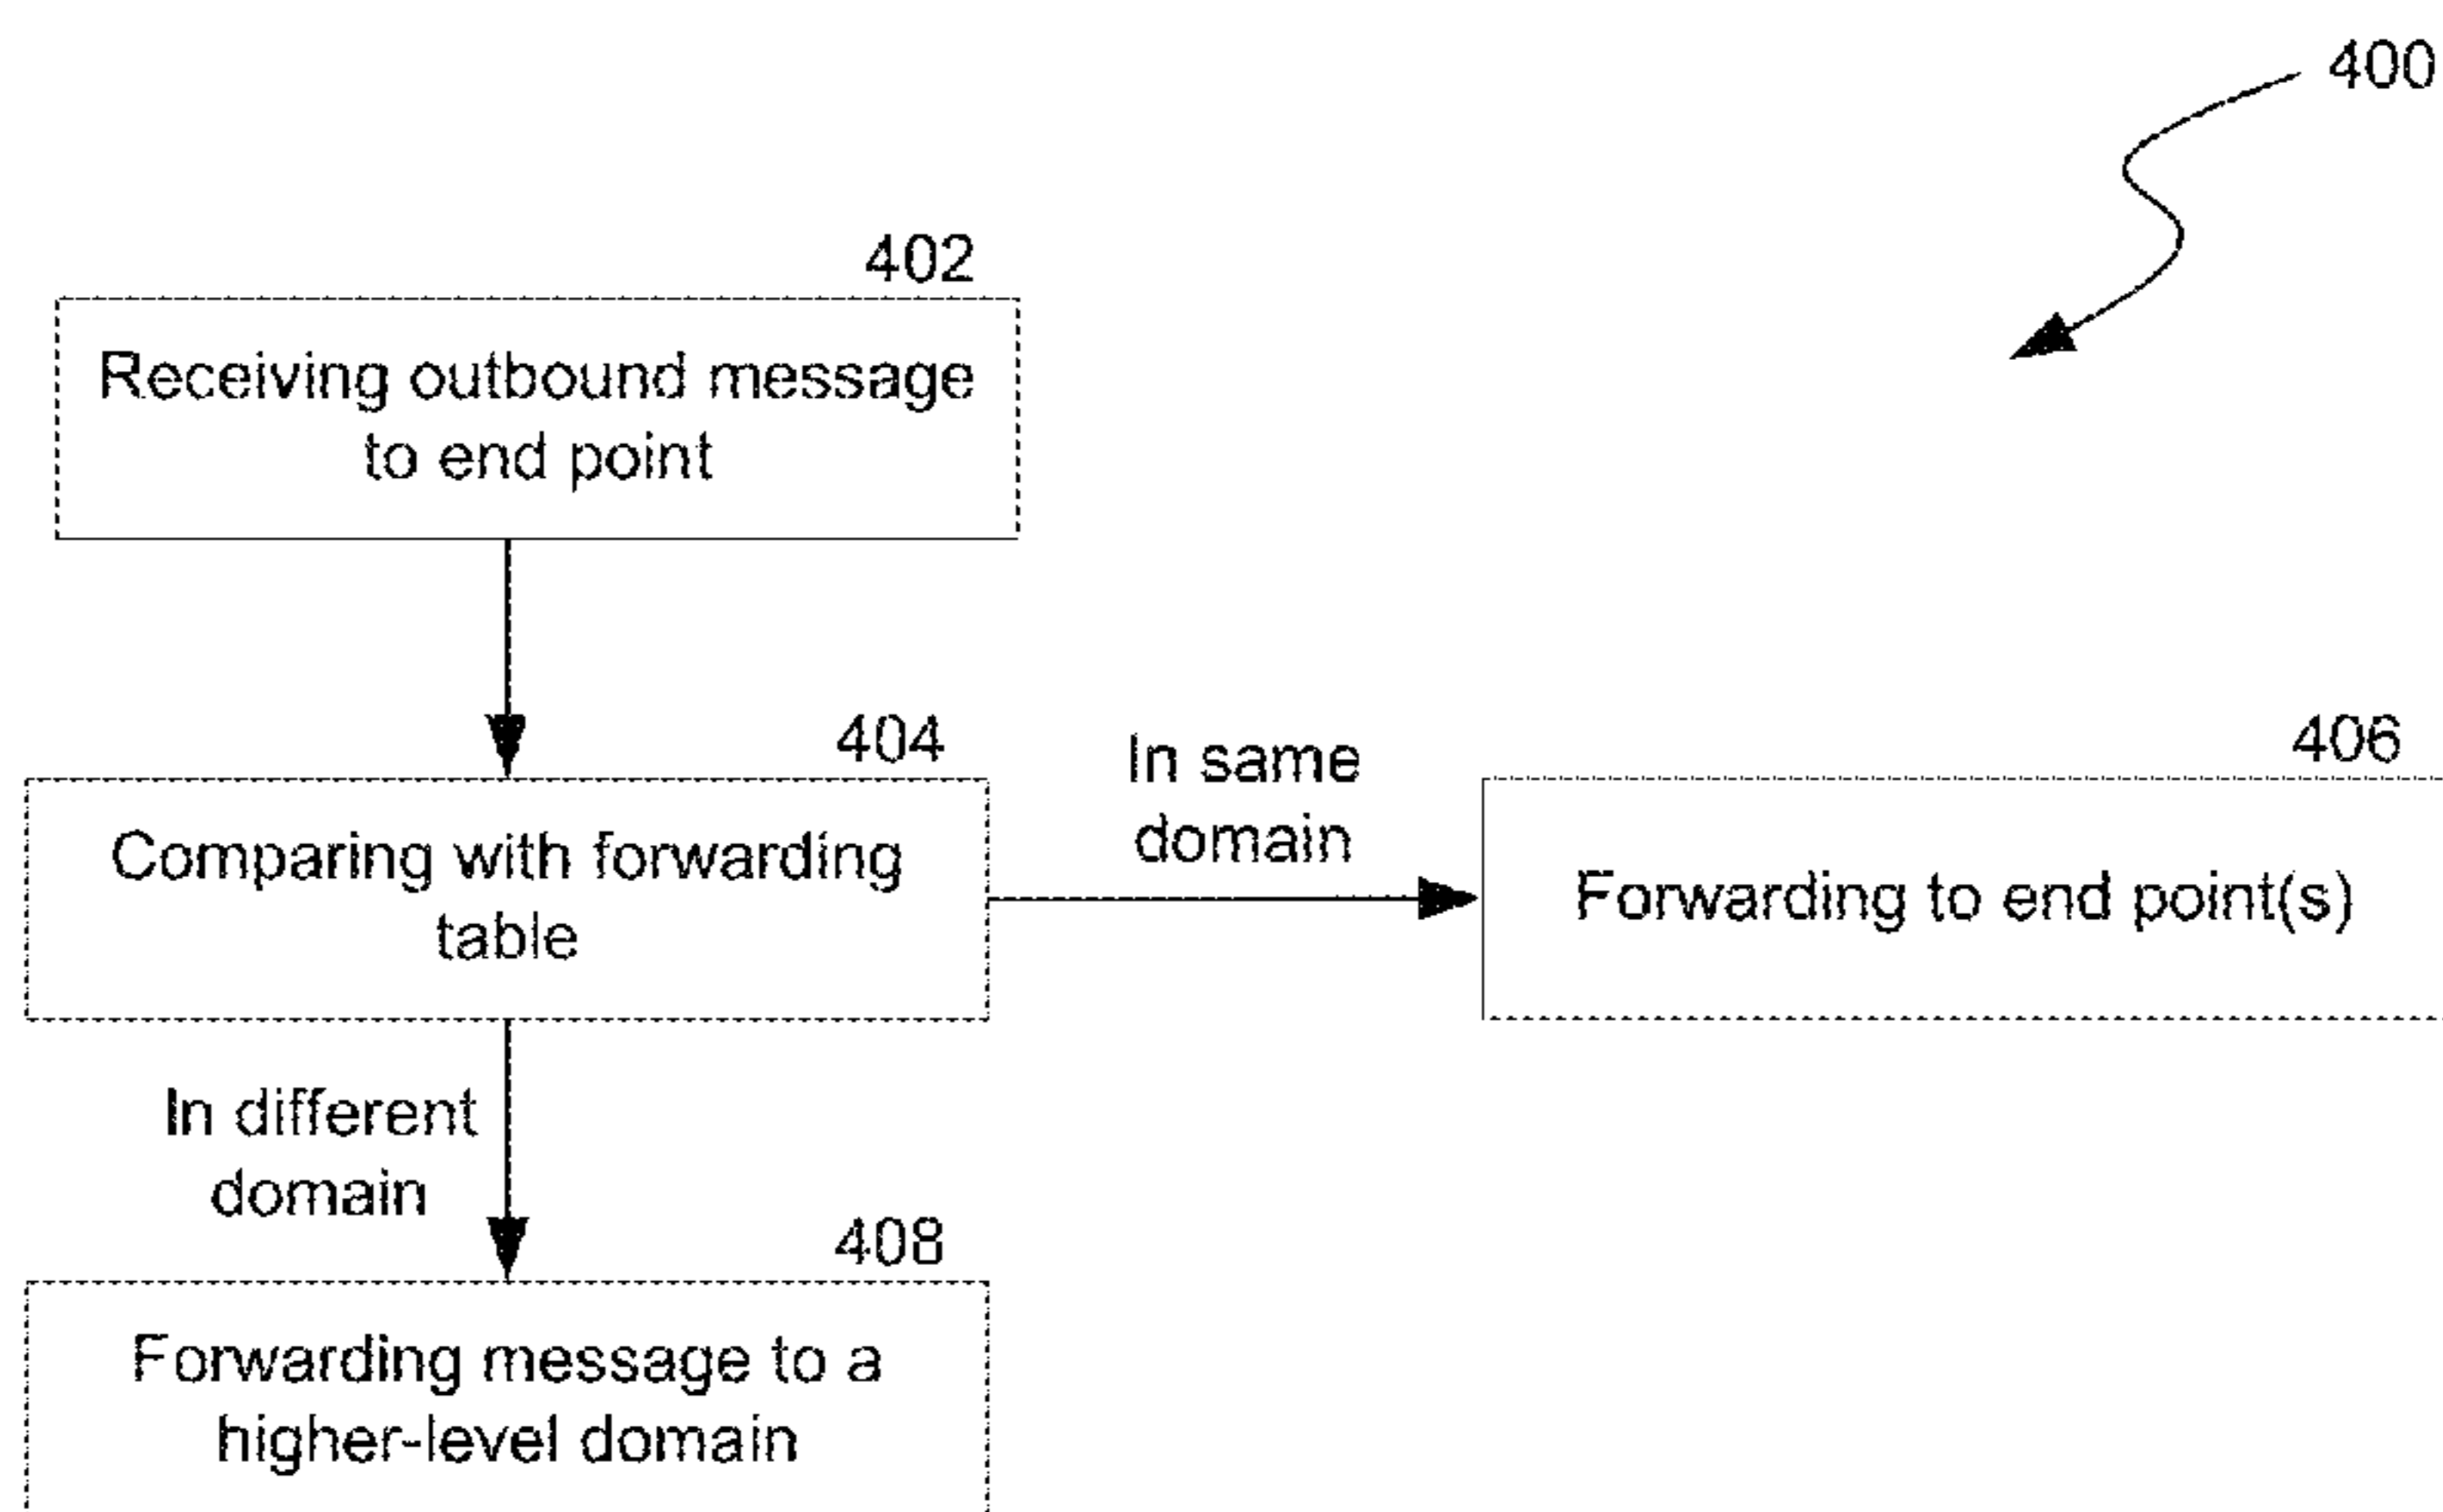 400
402
Receiving outbound message
to end point
404
Comparing with forwarding
table
In same
domain
406
Forwarding to end point(s)
In different
domain
408
Forwarding message to a
higher-level domain